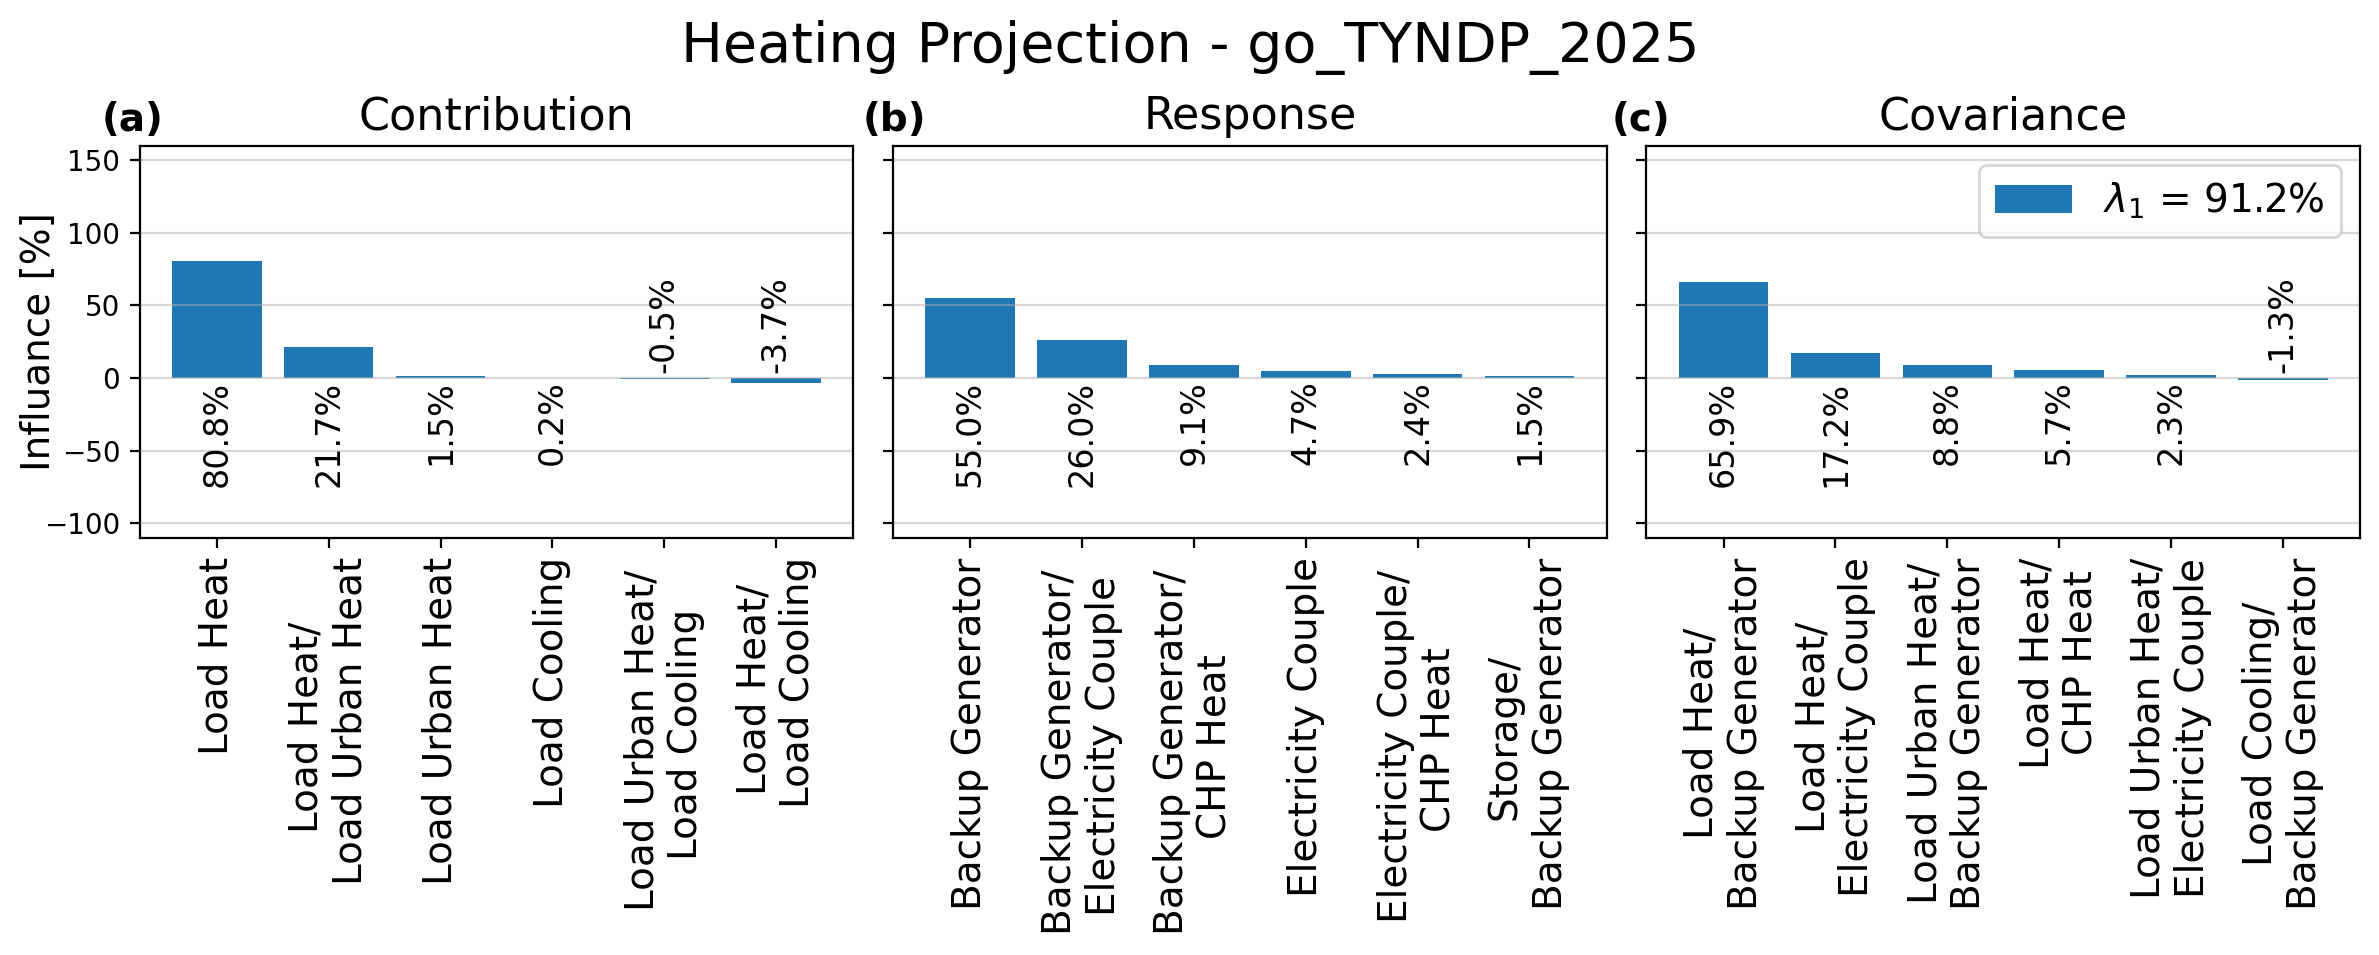 Heating Projection - go_TYNDP_2025
(a)
Contribution
(b)
Response
(c)
Covariance
Influance [%]
150
100
50
0
−50
−100
80.8%
21.7%
1.5%
0.2%
-0.5%
-3.7%
55.0%
26.0%
9.1%
4.7%
2.4%
1.5%
λ1 = 91.2%
65.9%
17.2%
8.8%
5.7%
2.3%
-1.3%
Load Heat
Load Heat/
Load Urban Heat
Load Urban Heat
Load Cooling
Load Urban Heat/
Load Cooling
Load Heat/
Load Cooling
Backup Generator
Backup Generator/
Electricity Couple
Backup Generator/
CHP Heat
Electricity Couple
Electricity Couple/
CHP Heat
Storage/
Backup Generator
Load Heat/
Backup Generator
Load Heat/
Electricity Couple
Load Urban Heat/
Backup Generator
Load Heat/
CHP Heat
Load Urban Heat/
Electricity Couple
Load Cooling/
Backup Generator